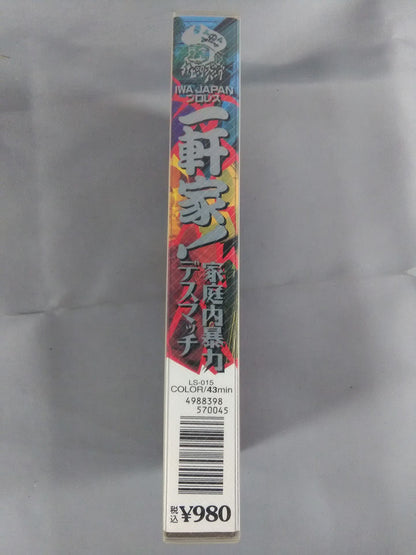 IWA JAPAN
プロレス
一軒家!
家庭内暴力
デスマッチ
LS-015
COLOR/43min
4988398
570045
税込 ¥980